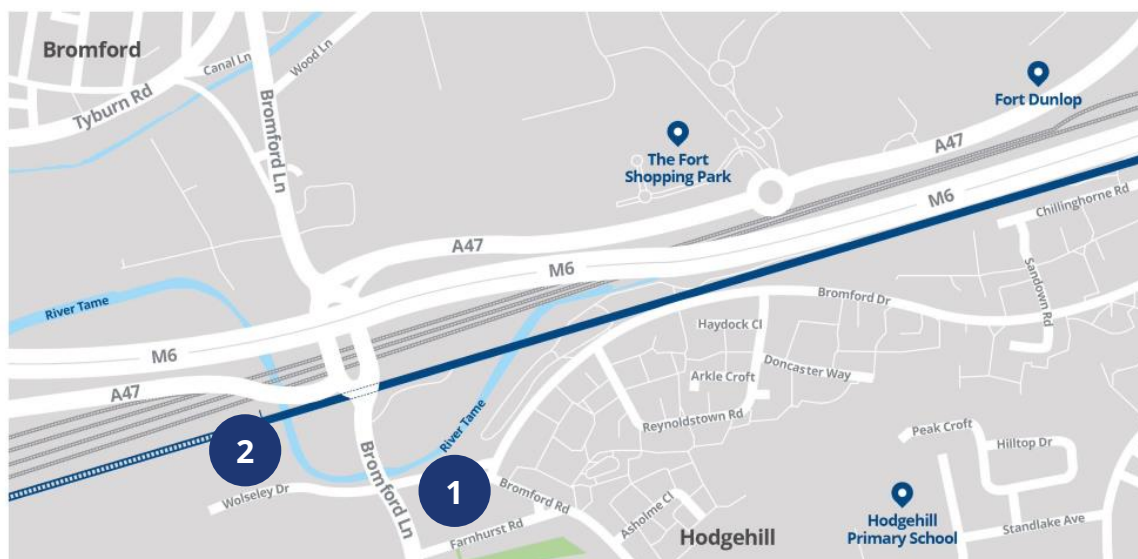 Bromford
Canal Ln
Wood Ln
Tyburn Rd
Bromford Ln
Fort Dunlop
The Fort
Shopping Park
A47
M6
Chillinghorne Rd
A47
M6
Sandown Rd
River Tame
Bromford Dr
Haydock Cl
M6
Doncaster Way
Arkle Croft
A47
Reynoldstown Rd
River Tame
Peak Croft
Hilltop Dr
2
Bromford Ln
1
Wolseley Dr
Bromford Rd
Asholme Cl
Farnhurst Rd
Hodgehill
Hodgehill
Primary School
Standlake Ave